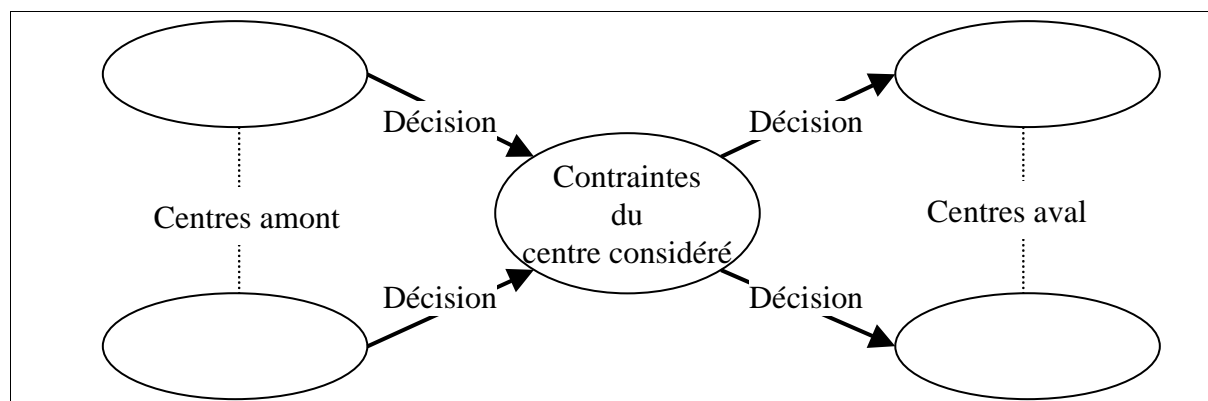 Décision
Décision
Contraintes
du
centre considéré
Centres amont
Centres aval
Décision
Décision